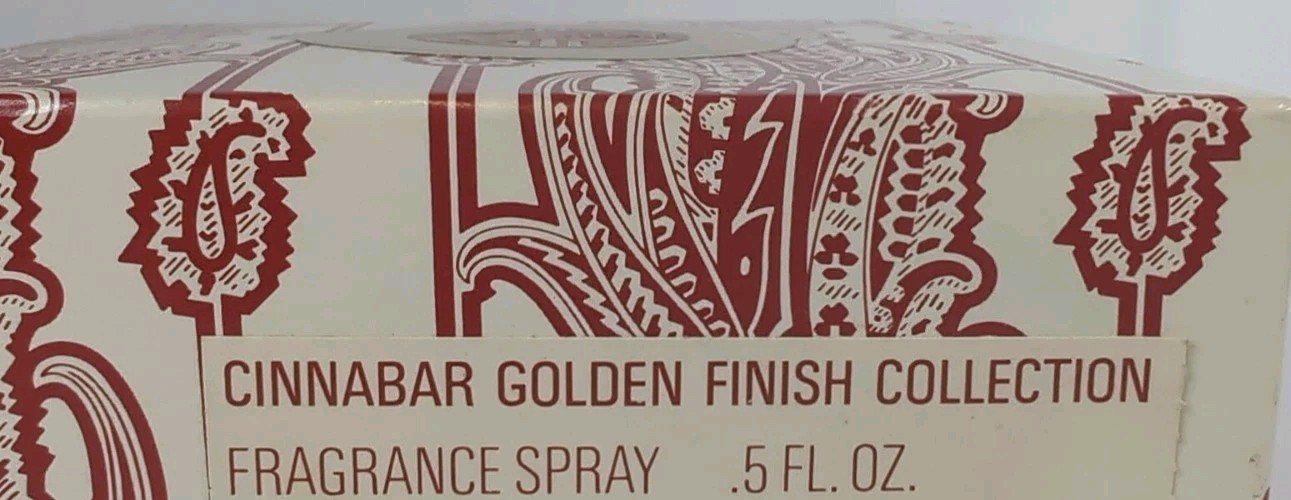 CINNABAR GOLDEN FINISH COLLECTION
FRAGRANCE SPRAY .5 FL. OZ.